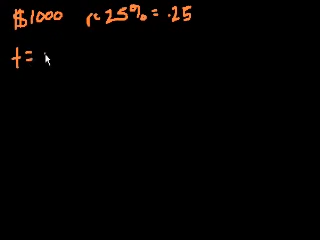 $1000 r= 25% = .25
t =